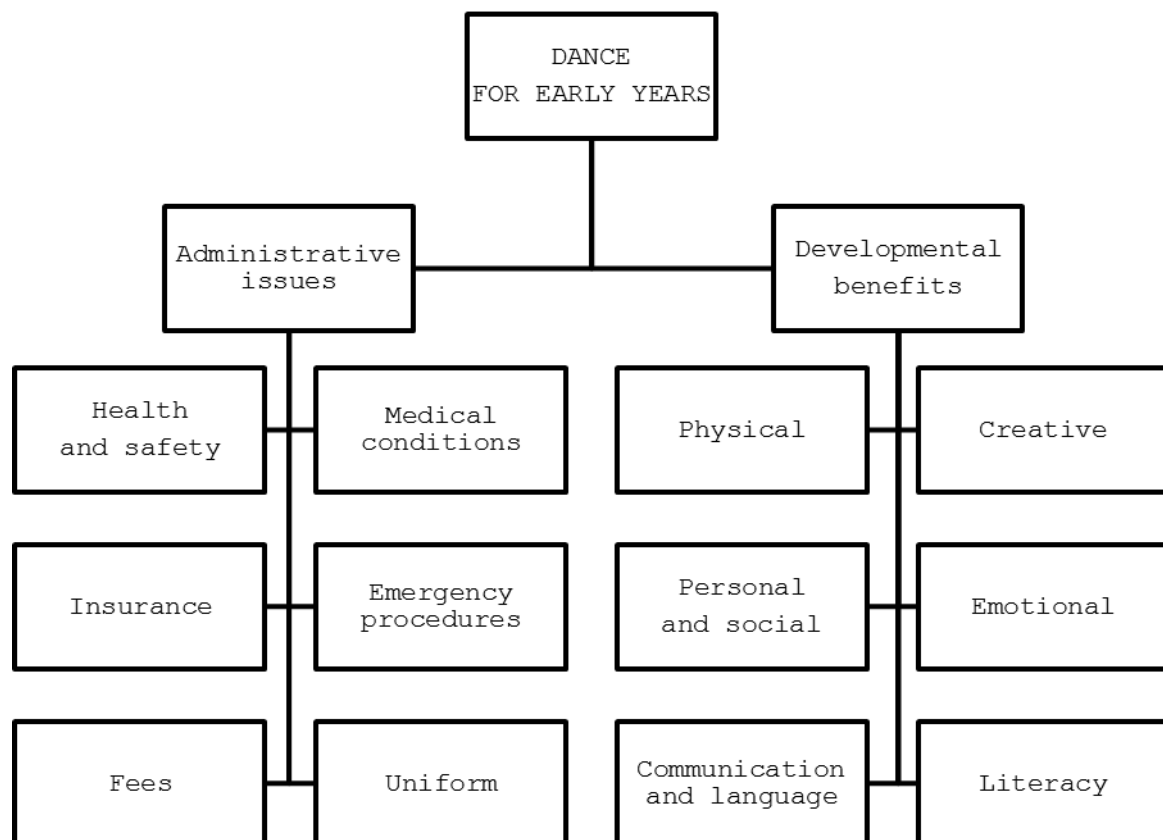 DANCE
FOR EARLY YEARS
Administrative
issues
Developmental
benefits
Health
and safety
Medical
conditions
Physical
Creative
Insurance
Emergency
procedures
Personal
and social
Emotional
Fees
Uniform
Communication
and language
Literacy